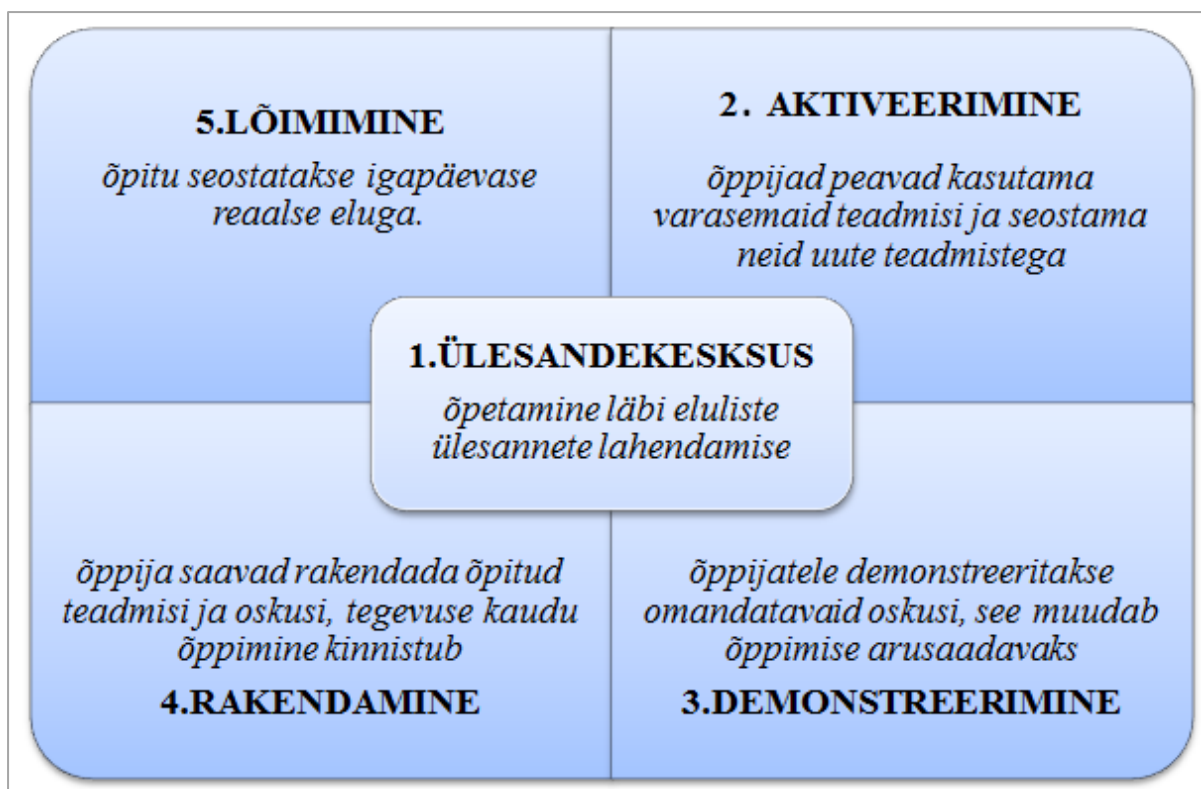 5.LÕIMIMINE
õpitu seostatakse igapäevase
reaalse eluga.
2. AKTIVEERIMINE
õppijad peavad kasutama
varasemaid teadmisi ja seostama
neid uute teadmistega
1.ÜLESANDEKESKSUS
õpetamine läbi eluliste
ülesannete lahendamise
õppija saavad rakendada õpitud
teadmisi ja oskusi, tegevuse kaudu
õppimine kinnistub
4.RAKENDAMINE
õppijatele demonstreeritakse
omandatavaid oskusi, see muudab
õppimise arusaadavaks
3.DEMONSTREERIMINE